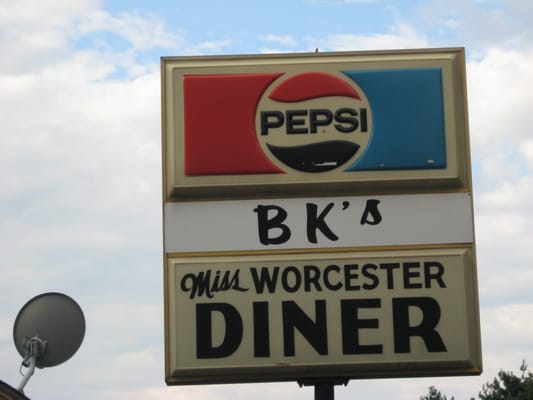 PEPSI
BK's
Miss WORCESTER
DINER